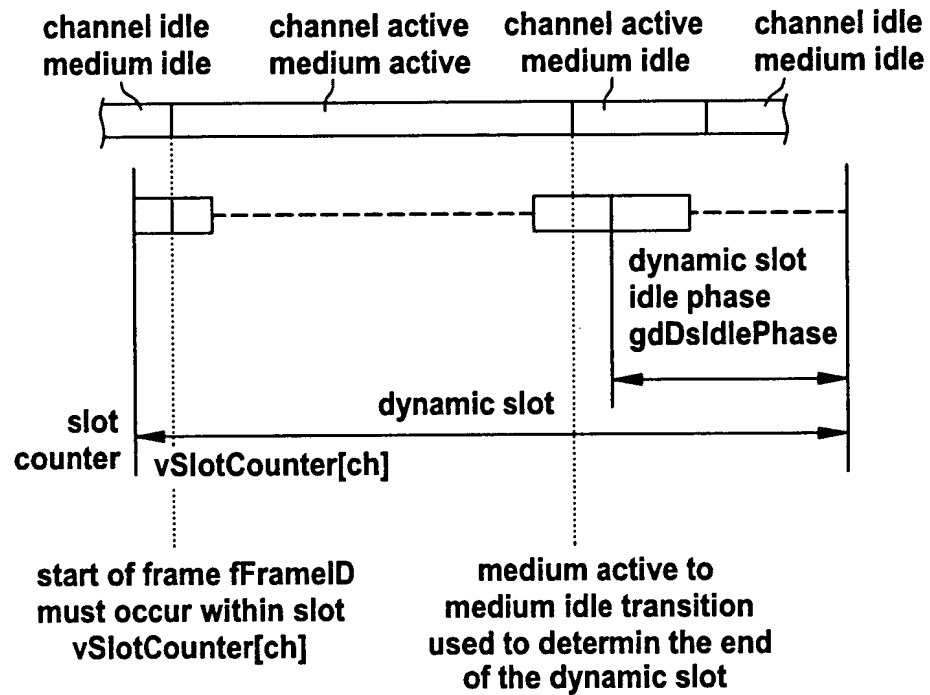 channel idle
medium idle
channel active
medium active
channel active
medium idle
channel idle
medium idle
dynamic slot
idle phase
gdDsIdlePhase
dynamic slot
slot
counter
vSlotCounter[ch]
start of frame fFrameID
must occur within slot
vSlotCounter[ch]
medium active to
medium idle transition
used to determin the end
of the dynamic slot